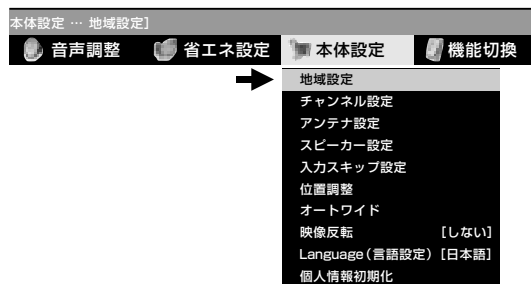 本体設定 … 地域設定]
音声調整 省エネ設定 本体設定 機能切換
地域設定
チャンネル設定
アンテナ設定
スピーカー設定
入力スキップ設定
位置調整
オートワイド
映像反転 [しない]
Language(言語設定) [日本語]
個人情報初期化